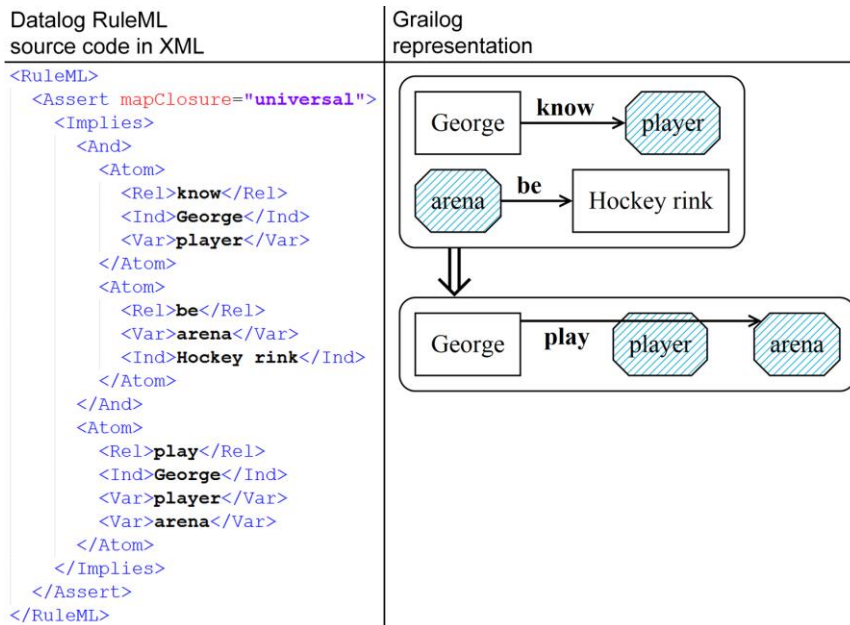 Datalog RuleML
source code in XML
<RuleML>
<Assert mapClosure="universal">
<Implies>
<And>
<Atom>
<Rel>know</Rel>
<Ind>George</Ind>
<Var>player</Var>
</Atom>
<Atom>
<Rel>be</Rel>
<Var>arena</Var>
<Ind>Hockey rink</Ind>
</Atom>
</And>
<Atom>
<Rel>play</Rel>
<Ind>George</Ind>
<Var>player</Var>
<Var>arena</Var>
</Atom>
</Implies>
</Assert>
</RuleML>
Grailog
representation
George know player
arena be Hockey rink
George play player arena